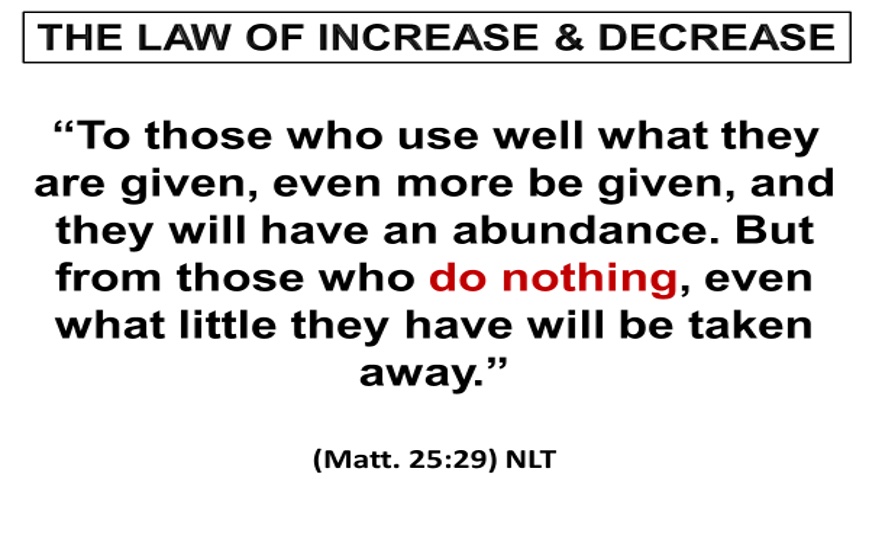 THE LAW OF INCREASE & DECREASE
“To those who use well what they
are given, even more be given, and
they will have an abundance. But
from those who do nothing, even
what little they have will be taken
away.”
(Matt. 25:29) NLT